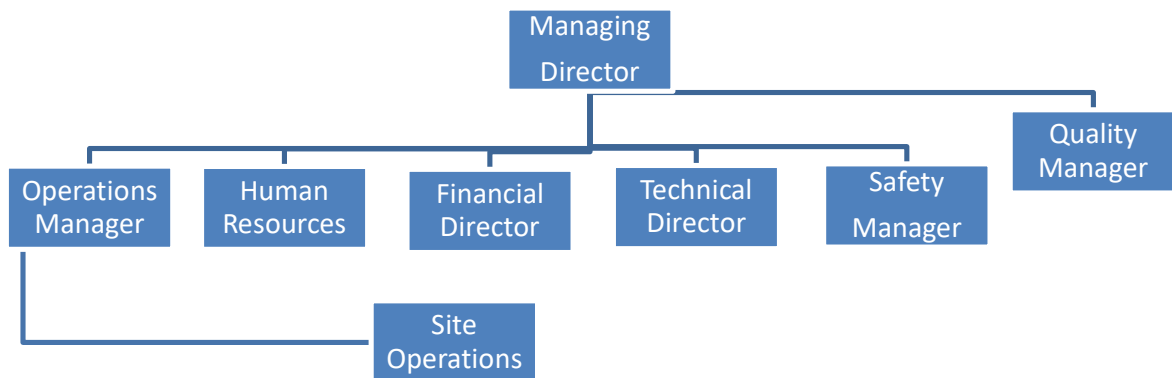 Managing
Director
Quality
Manager
Operations
Manager
Human
Resources
Financial
Director
Technical
Director
Safety
Manager
Site
Operations